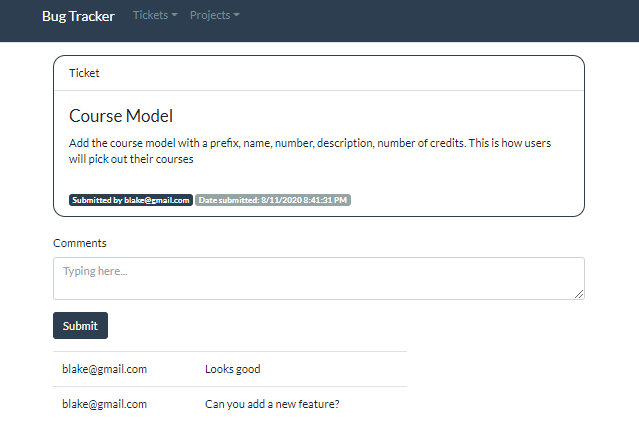 Bug Tracker Tickets Projects
Ticket
Course Model
Add the course model with a prefix, name, number, description, number of credits. This is how users
will pick out their courses
Submitted by blake@gmail.com Date submitted: 8/11/2020 8:41:31 PM
Comments
Typing here...
Submit
blake@gmail.com Looks good
blake@gmail.com Can you add a new feature?